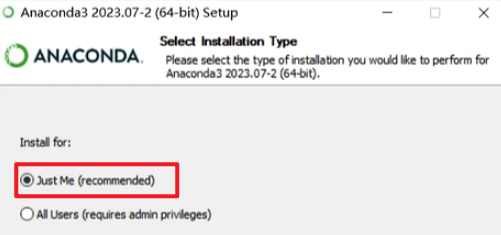 Anaconda3 2023.07-2 (64-bit) Setup
ANACONDA.
Select Installation Type
Please select the type of installation you would like to perform for
Anaconda3 2023.07-2 (64-bit).
Install for:
Just Me (recommended)
All Users (requires admin privileges)